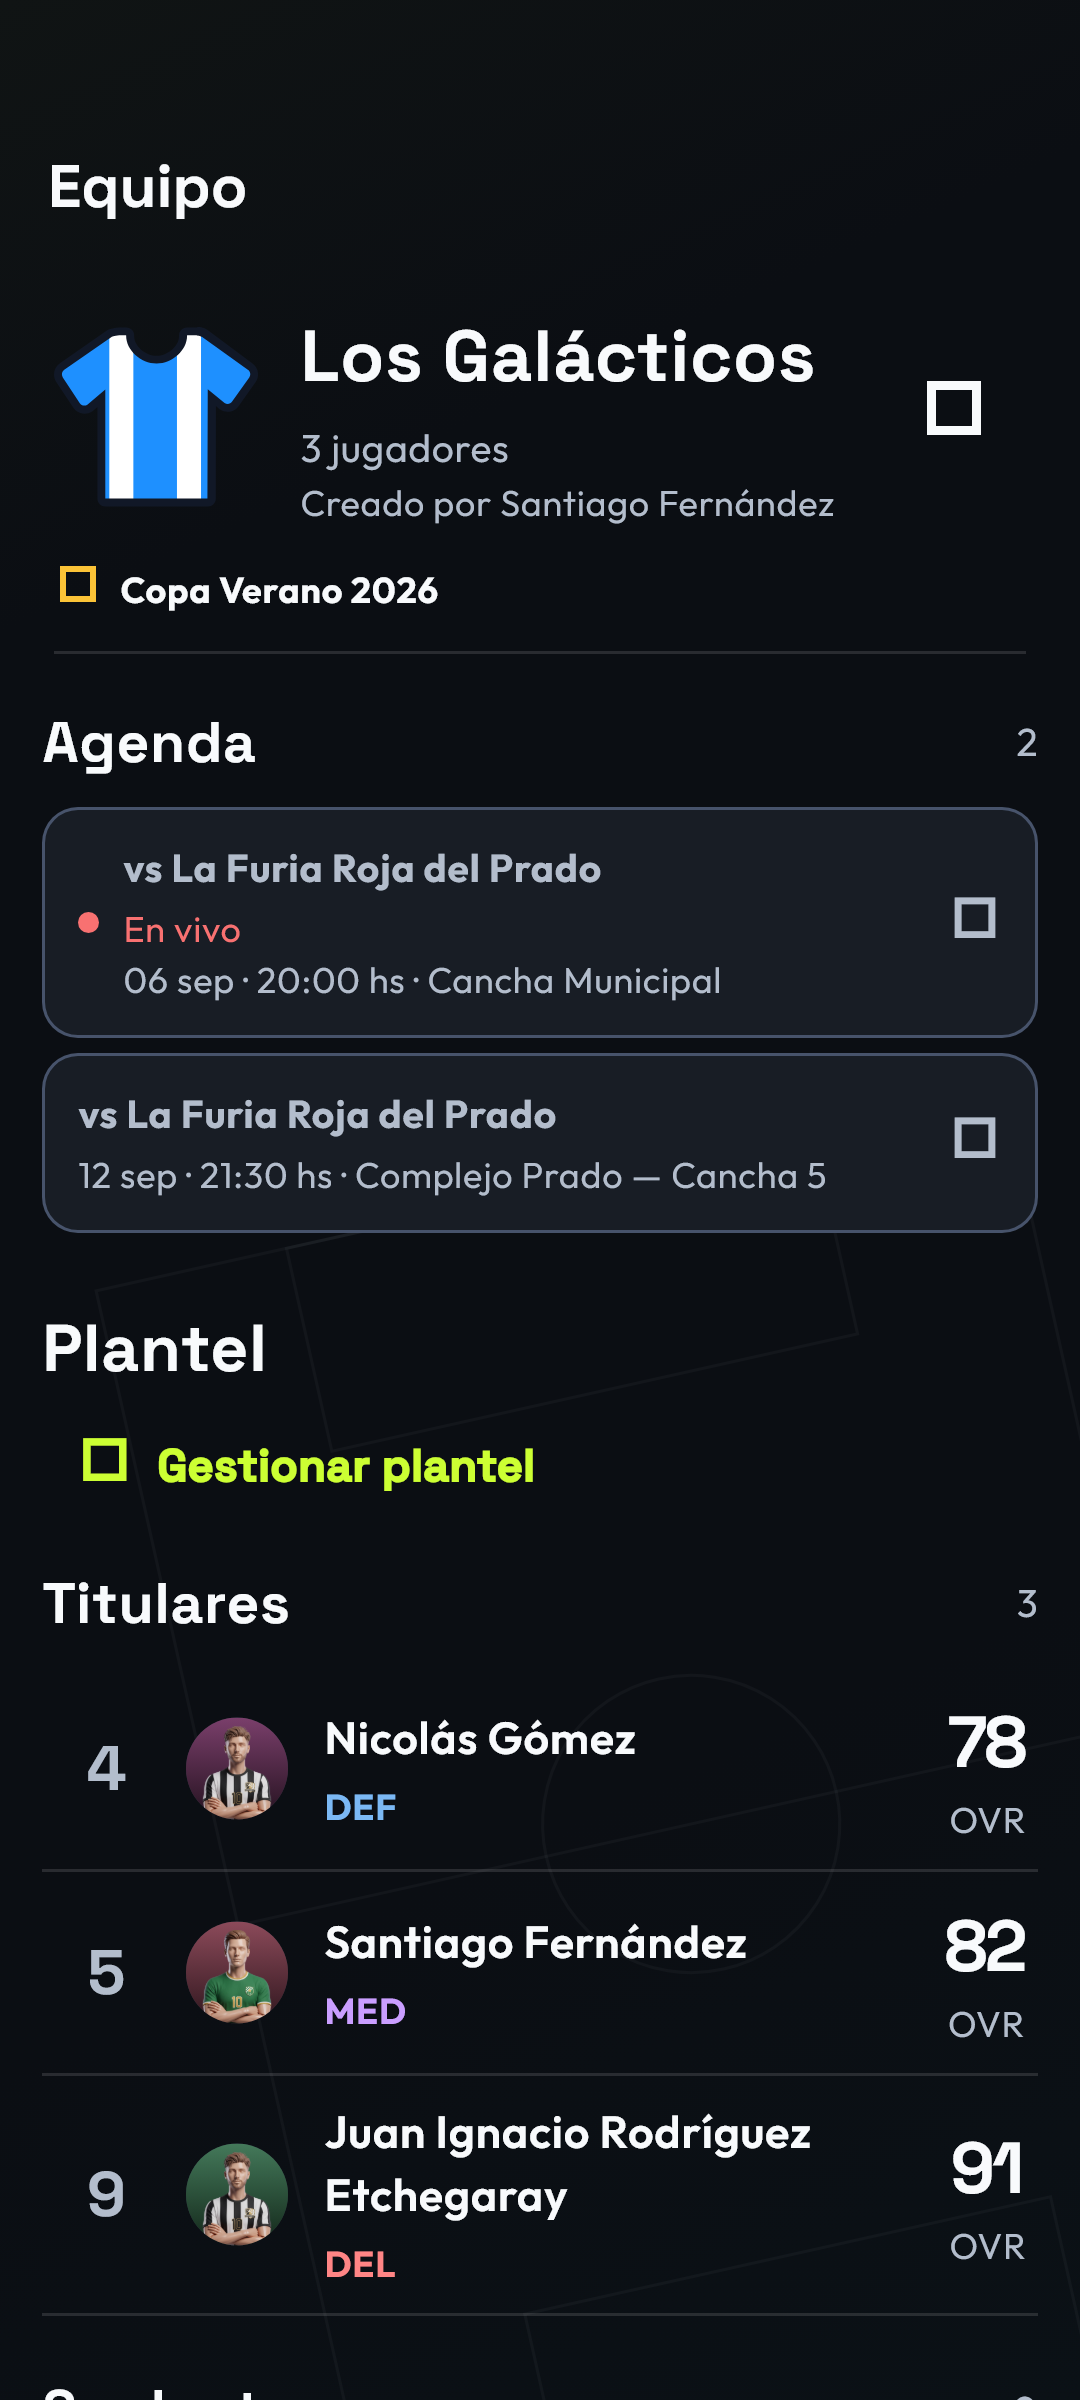 Equipo
Los Galácticos
3 jugadores
Creado por Santiago Fernández
Copa Verano 2026
Agenda
2
vs La Furia Roja del Prado
En vivo
06 sep · 20:00 hs · Cancha Municipal
vs La Furia Roja del Prado
12 sep · 21:30 hs · Complejo Prado — Cancha 5
Plantel
Gestionar plantel
Titulares
3
4
Nicolás Gómez
DEF
78
OVR
5
Santiago Fernández
MED
82
OVR
9
Juan Ignacio Rodríguez
Etchegaray
DEL
91
OVR